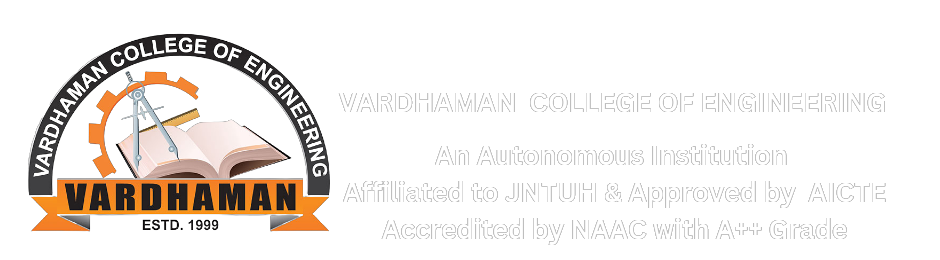 VARDHAMAN COLLEGE OF ENGINEERING
VARDHAMAN
ESTD. 1999
VARDHAMAN COLLEGE OF ENGINEERING
An Autonomous Institution
Affiliated to JNTUH & Approved by AICTE
Accredited by NAAC with A++ Grade